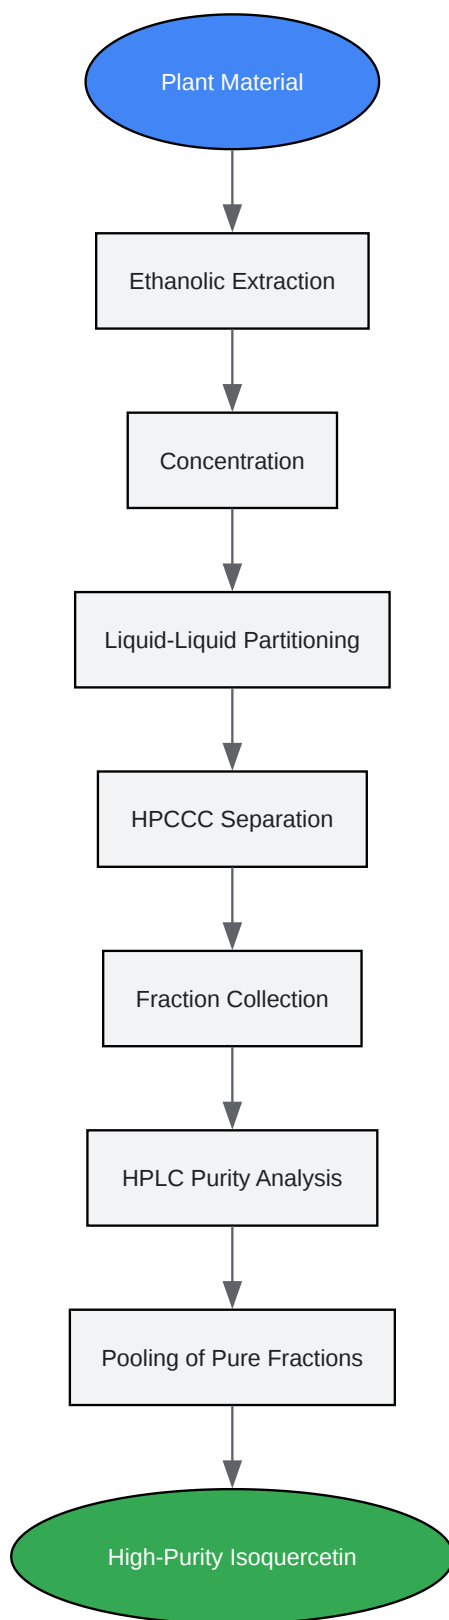 Plant Material
Ethanolic Extraction
Concentration
Liquid-Liquid Partitioning
HPCCC Separation
Fraction Collection
HPLC Purity Analysis
Pooling of Pure Fractions
High-Purity Isoquercetin